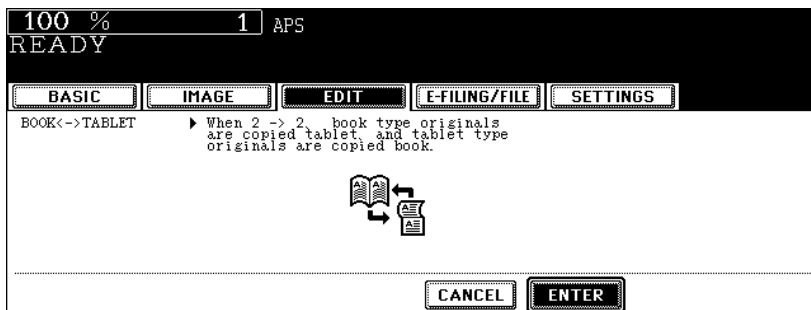 100 % 1 APS
READY
BASIC IMAGE EDIT E-FILING/FILE SETTINGS
BOOK<->TABLET ▶ When 2 -> 2, book type originals
are copied tablet, and tablet type
originals are copied book.
CANCEL ENTER